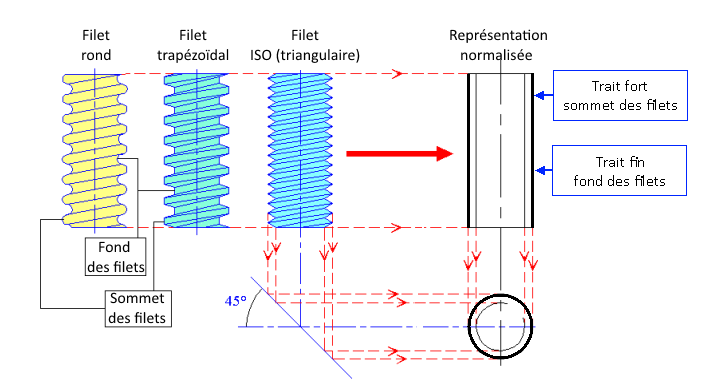 Filet
rond
Filet
trapézoïdal
Filet
ISO (triangulaire)
Représentation
normalisée
Trait fort
sommet des filets
Trait fin
fond des filets
Fond
des filets
Sommet
des filets
45°